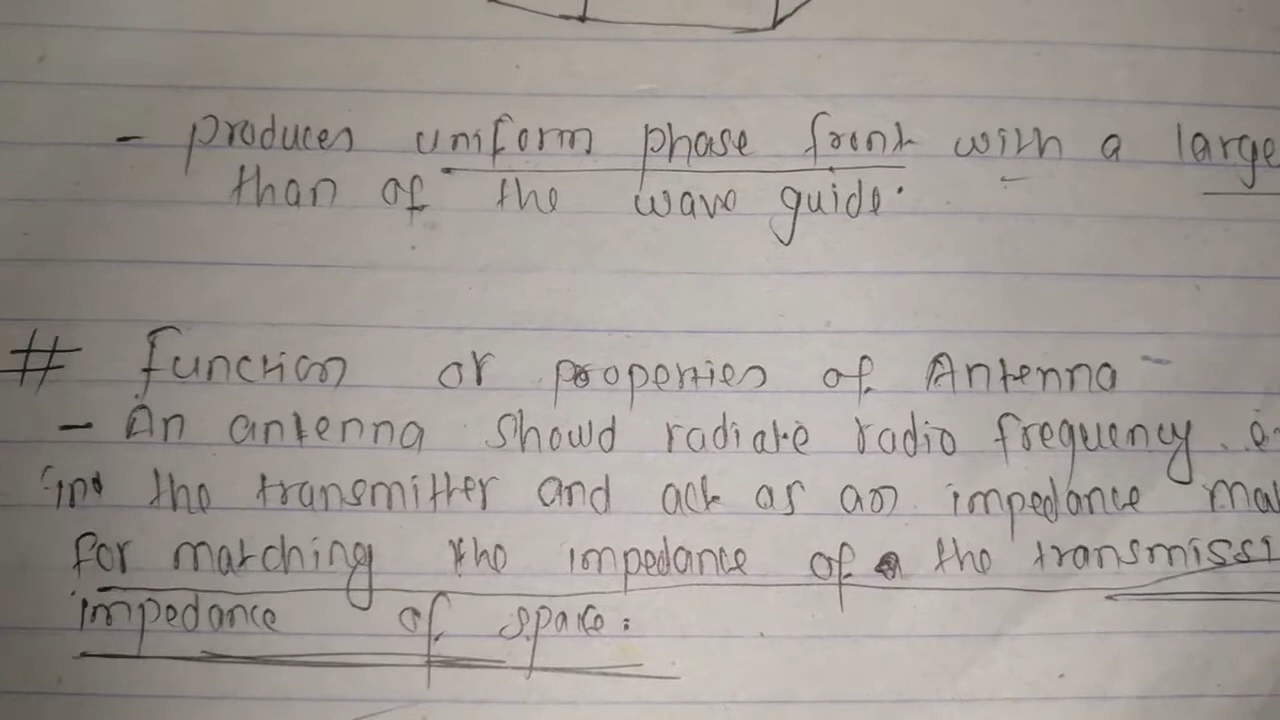 - produces uniform phase front with a large
than of the wave guide.
# function or properties of Antenna -
- An antenna should radiate radio frequency
the transmitter and act as an impedance
for matching the impedance of the transmissi
impedance of space.